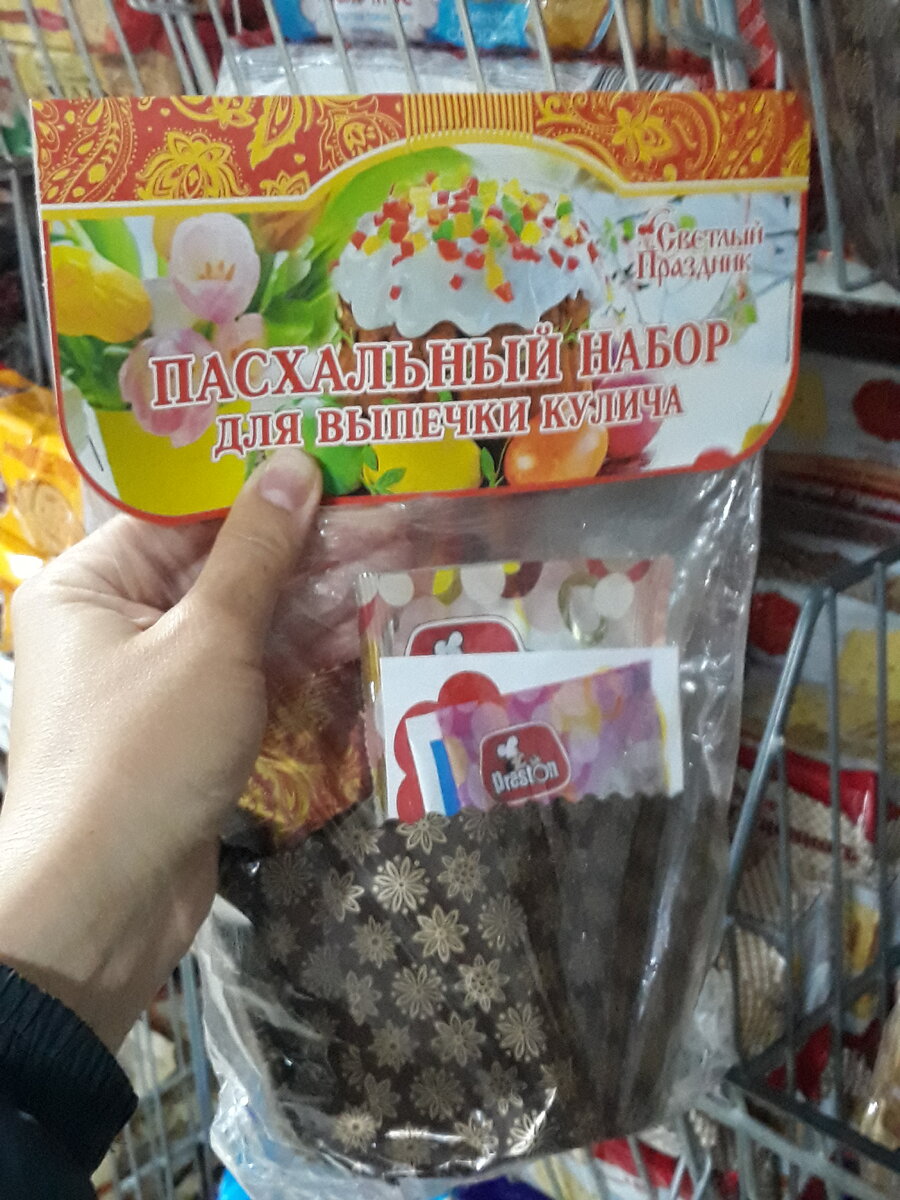 Светлый
Праздник
ПАСХАЛЬНЫЙ НАБОР
ДЛЯ ВЫПЕЧКИ КУЛИЧА
Preston